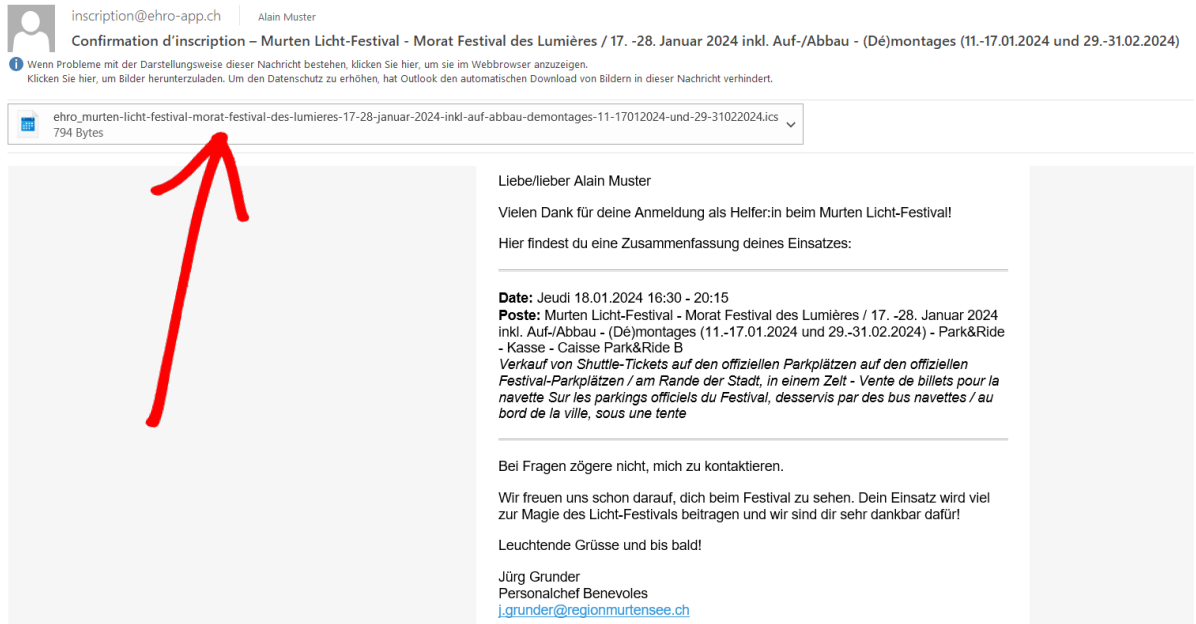 inscription@ehro-app.ch Alain Muster
Confirmation d'inscription – Murten Licht-Festival - Morat Festival des Lumières / 17. -28. Januar 2024 inkl. Auf-/Abbau - (Dé)montages (11.-17.01.2024 und 29.-31.02.2024)
Wenn Probleme mit der Darstellungsweise dieser Nachricht bestehen, klicken Sie hier, um sie im Webbrowser anzuzeigen.
Klicken Sie hier, um Bilder herunterzuladen. Um den Datenschutz zu erhöhen, hat Outlook den automatischen Download von Bildern in dieser Nachricht verhindert.
ehro_murten-licht-festival-morat-festival-des-lumieres-17-28-januar-2024-inkl-auf-abbau-demontages-11-17012024-und-29-31022024.ics
794 Bytes
Liebe/lieber Alain Muster
Vielen Dank für deine Anmeldung als Helfer:in beim Murten Licht-Festival!
Hier findest du eine Zusammenfassung deines Einsatzes:
Date: Jeudi 18.01.2024 16:30 - 20:15
Poste: Murten Licht-Festival - Morat Festival des Lumières / 17. -28. Januar 2024
inkl. Auf-/Abbau - (Dé)montages (11.-17.01.2024 und 29.-31.02.2024) - Park&Ride
- Kasse - Caisse Park&Ride B
Verkauf von Shuttle-Tickets auf den offiziellen Parkplätzen auf den offiziellen
Festival-Parkplätzen / am Rande der Stadt, in einem Zelt - Vente de billets pour la
navette Sur les parkings officiels du Festival, desservis par des bus navettes / au
bord de la ville, sous une tente
Bei Fragen zögere nicht, mich zu kontaktieren.
Wir freuen uns schon darauf, dich beim Festival zu sehen. Dein Einsatz wird viel
zur Magie des Licht-Festivals beitragen und wir sind dir sehr dankbar dafür!
Leuchtende Grüsse und bis bald!
Jürg Grunder
Personalchef Benevoles
j.grunder@regionmurtensee.ch